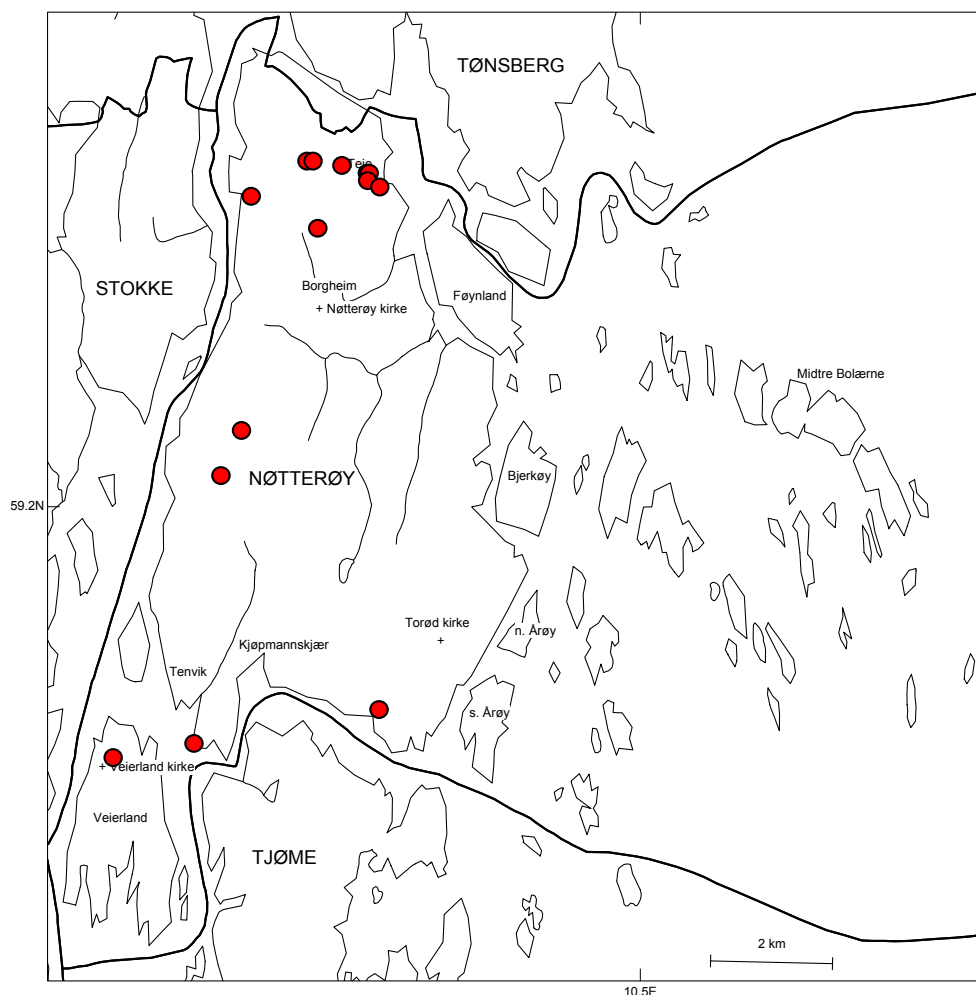 TØNSBERG
Teie
STOKKE
Borgheim
+ Nøtterøy kirke
Føynland
Midtre Bolærne
NØTTERØY
Bjerkøy
59.2N
Torød kirke
+
n. Årøy
Kjøpmannskjær
Tenvik
s. Årøy
+ Veierland kirke
Veierland
TJØME
2 km
10.5E